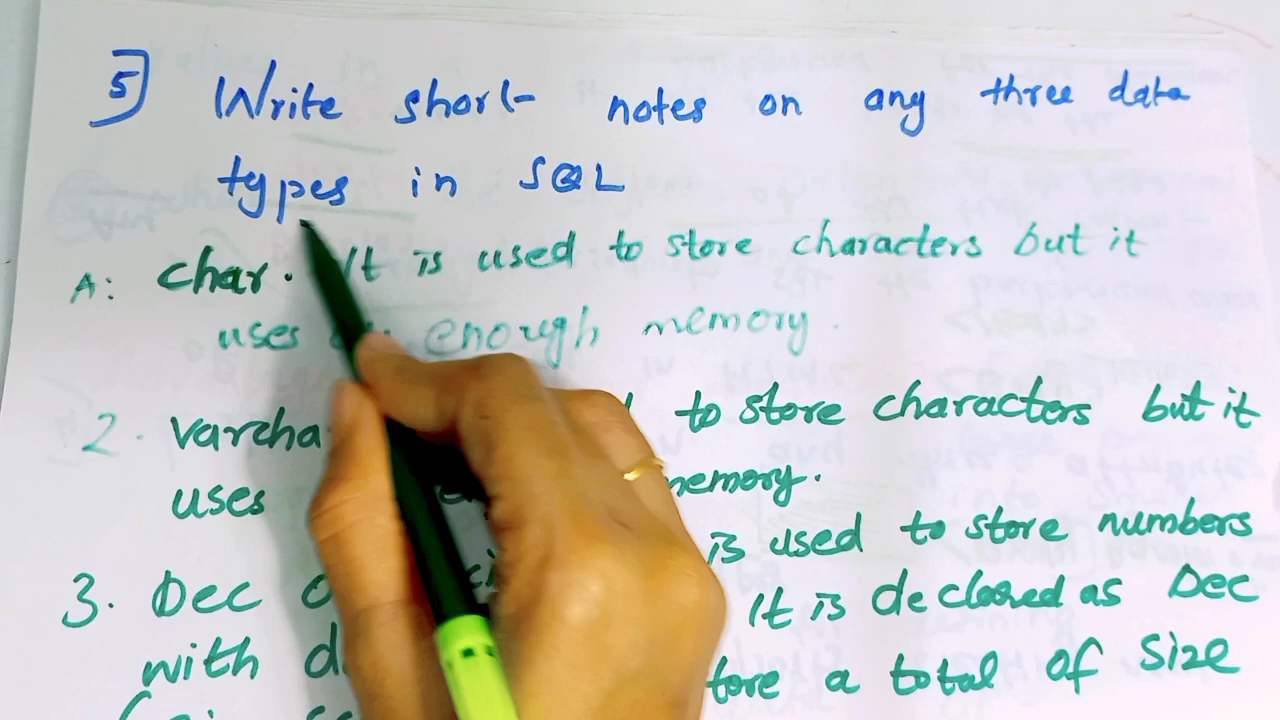 5] Write short notes on any three data
types in SQL
A: char. It is used to store characters but it
uses enough memory.
2. varcha to store characters but it
uses memory.
is used to store numbers
3. Dec It is declared as Dec
with a total of size